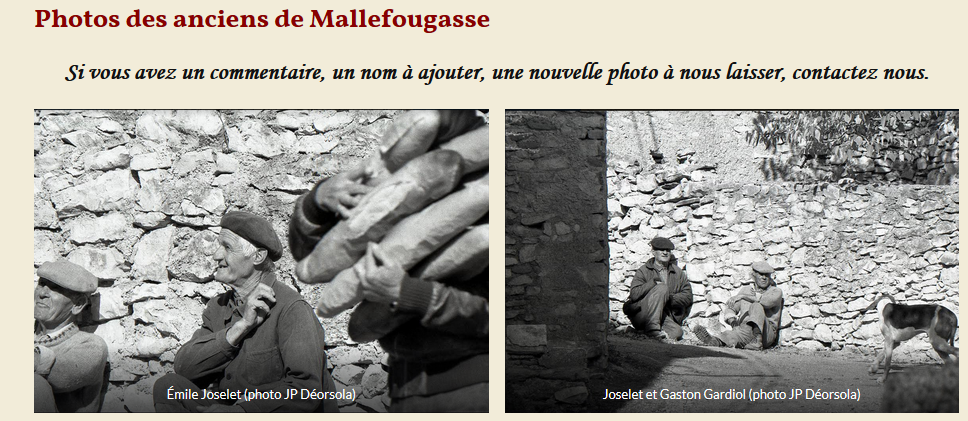 Photos des anciens de Mallefougasse
Si vous avez un commentaire, un nom à ajouter, une nouvelle photo à nous laisser, contactez nous.
Émile Joselet (photo JP Déorsola)
Joselet et Gaston Gardiol (photo JP Déorsola)